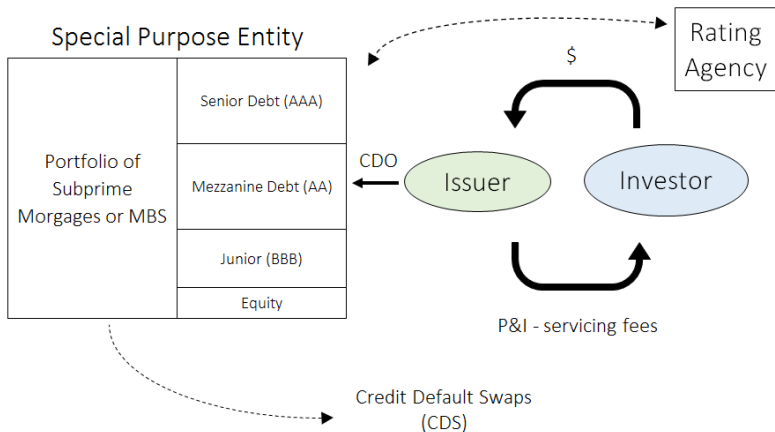 Special Purpose Entity
Rating
Agency
$
Senior Debt (AAA)
Portfolio of
Subprime
Morgages or MBS
Mezzanine Debt (AA)
CDO
Issuer
Investor
Junior (BBB)
Equity
P&I - servicing fees
Credit Default Swaps
(CDS)